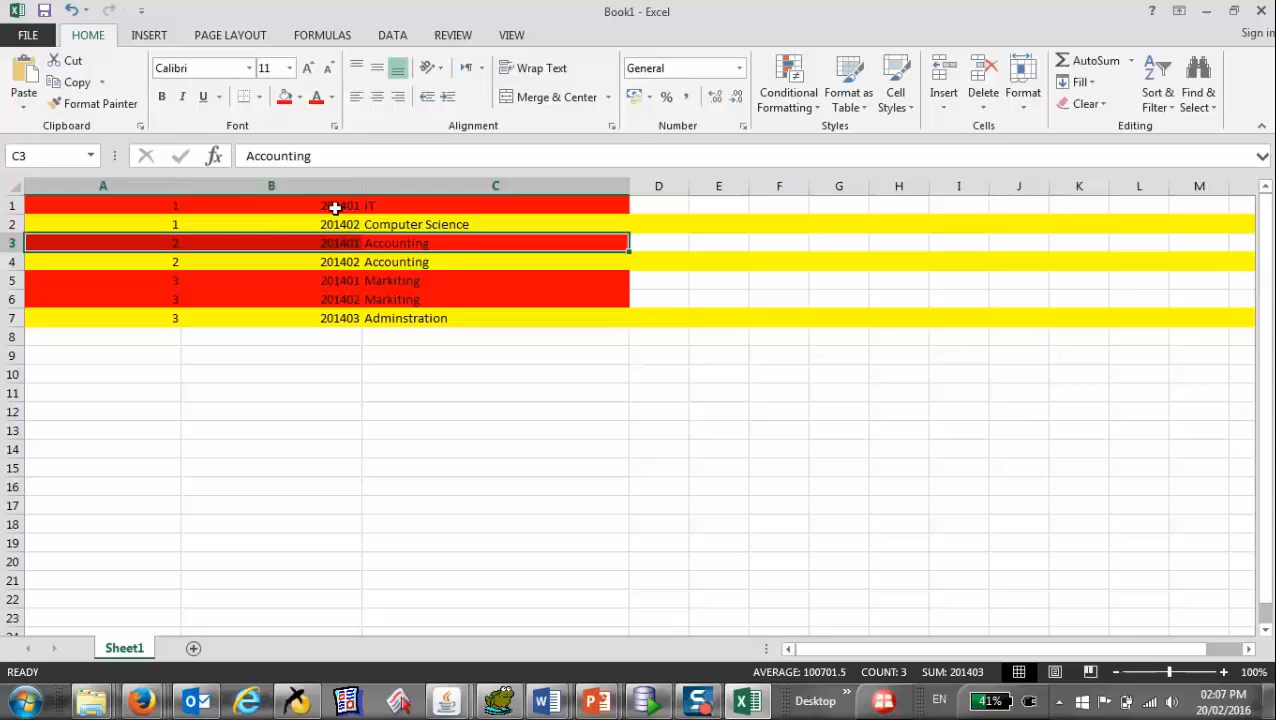 Book1 - Excel
Sign in
FILE HOME INSERT PAGE LAYOUT FORMULAS DATA REVIEW VIEW
Cut
Copy
Format Painter
Paste
Clipboard
Calibri 11
B I U
Font
Wrap Text
Merge & Center
Alignment
General
%
Number
Conditional Formatting
Format as Table
Cell Styles
Styles
Insert Delete Format
Cells
AutoSum
Fill
Clear
Sort & Filter
Find & Select
Editing
C3 fx Accounting
A B C D E F G H I J K L M
1 1 201401 IT
2 1 201402 Computer Science
3 2 201401 Accounting
4 2 201402 Accounting
5 3 201401 Markiting
6 3 201402 Markiting
7 3 201403 Adminstration
8
9
10
11
12
13
14
15
16
17
18
19
20
21
22
23
24
Sheet1
READY AVERAGE: 100701.5 COUNT: 3 SUM: 201403 100%
Desktop EN 41% 02:07 PM
20/02/2016